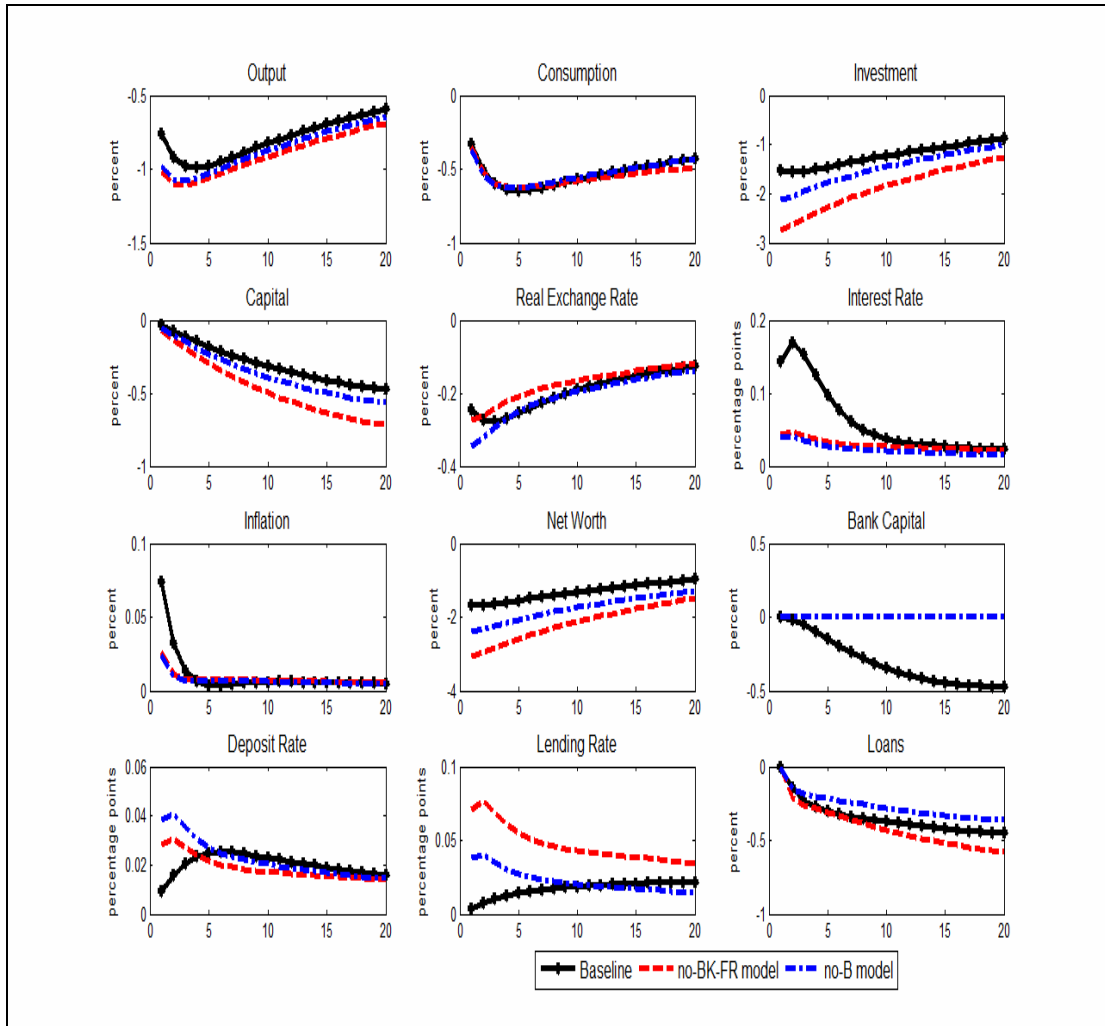 Output Consumption Investment
percent -0.5 -1 -1.5 0 5 10 15 20
0 -0.5 -1 0 5 10 15 20
percent 0 -1 -2 -3 0 5 10 15 20
Capital Real Exchange Rate Interest Rate
percent 0 -0.5 -1 0 5 10 15 20
0 -0.2 -0.4 0 5 10 15 20
percentage points 0.2 0.1 0 0 5 10 15 20
Inflation Net Worth Bank Capital
percent 0.1 0.05 0 0 5 10 15 20
0 -2 -4 0 5 10 15 20
percent 0.5 0 -0.5 0 5 10 15 20
Deposit Rate Lending Rate Loans
percentage points 0.06 0.04 0.02 0 0 5 10 15 20
0.1 0.05 0 0 5 10 15 20
percent 0 -0.5 -1 0 5 10 15 20
Baseline no-BK-FR model no-B model